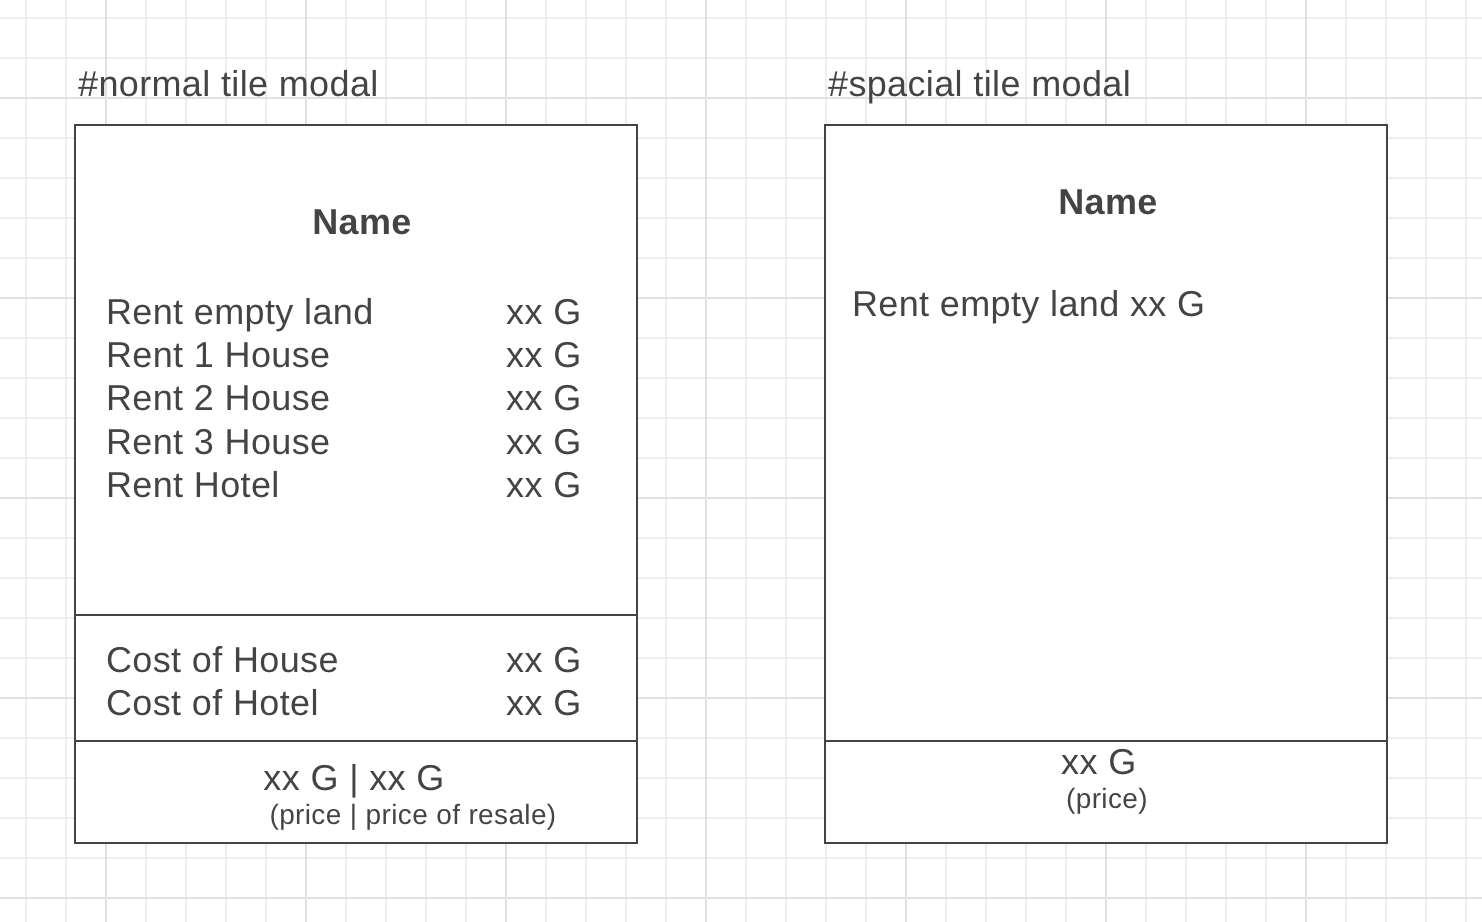 #normal tile modal
Name
Rent empty land xx G
Rent 1 House xx G
Rent 2 House xx G
Rent 3 House xx G
Rent Hotel xx G
Cost of House xx G
Cost of Hotel xx G
xx G | xx G
(price | price of resale)
#spacial tile modal
Name
Rent empty land xx G
xx G
(price)